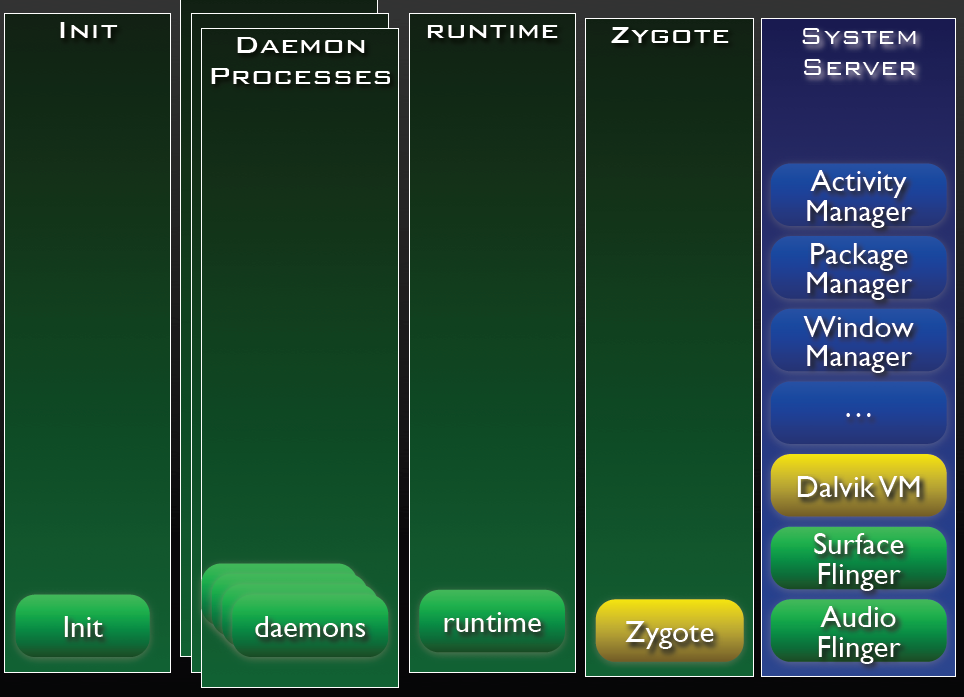 Init
Daemon
Processes
runtime
Zygote
System
Server
Activity
Manager
Package
Manager
Window
Manager
...
Dalvik VM
Surface
Flinger
Audio
Flinger
Init
daemons
runtime
Zygote